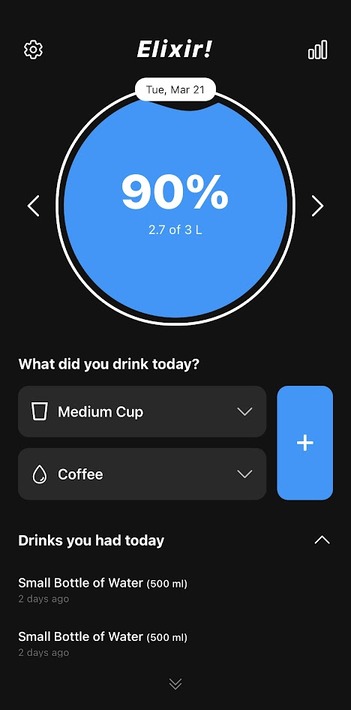 Elixir!
Tue, Mar 21
90%
2.7 of 3 L
What did you drink today?
Medium Cup
+
Coffee
Drinks you had today
Small Bottle of Water (500 ml)
2 days ago
Small Bottle of Water (500 ml)
2 days ago